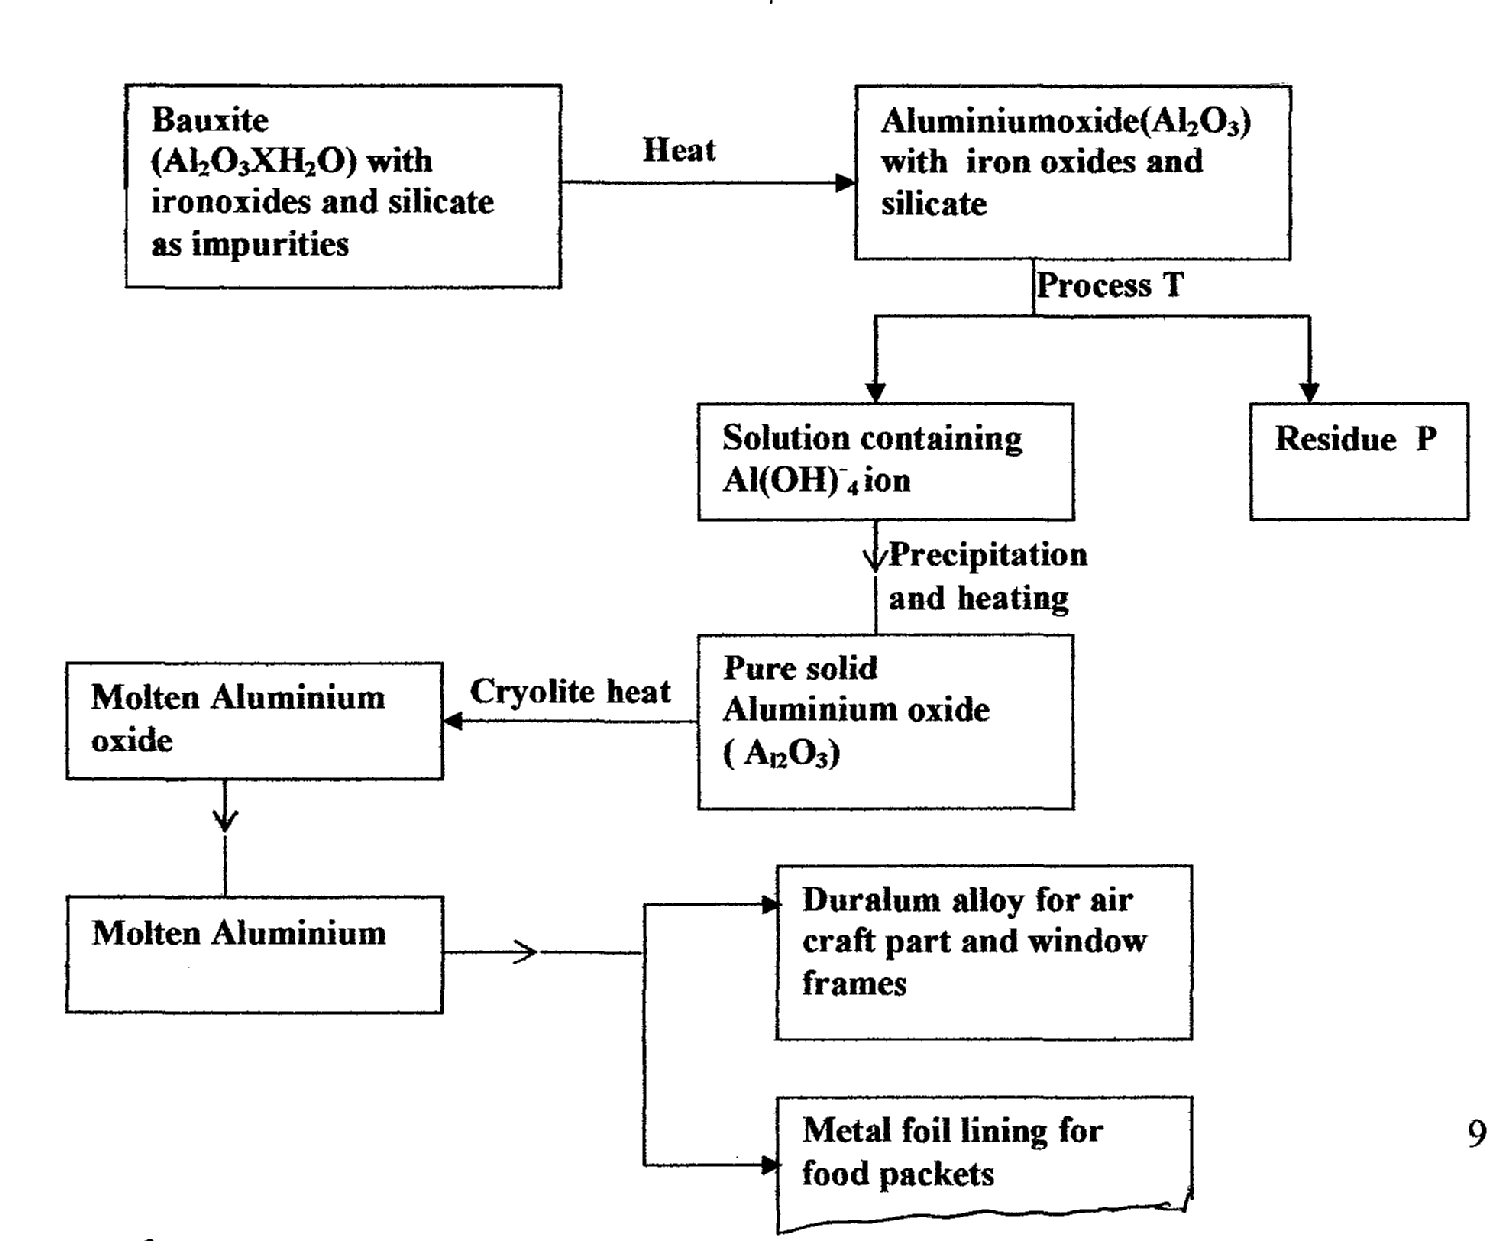 Bauxite
(Al₂O₃XH₂O) with
ironoxides and silicate
as impurities
Heat
Aluminiumoxide(Al₂O₃)
with iron oxides and
silicate
Process T
Solution containing
Al(OH)⁻₄ ion
Residue P
Precipitation
and heating
Pure solid
Aluminium oxide
( Al₂O₃)
Cryolite heat
Molten Aluminium
oxide
Molten Aluminium
Duralum alloy for air
craft part and window
frames
Metal foil lining for
food packets
9